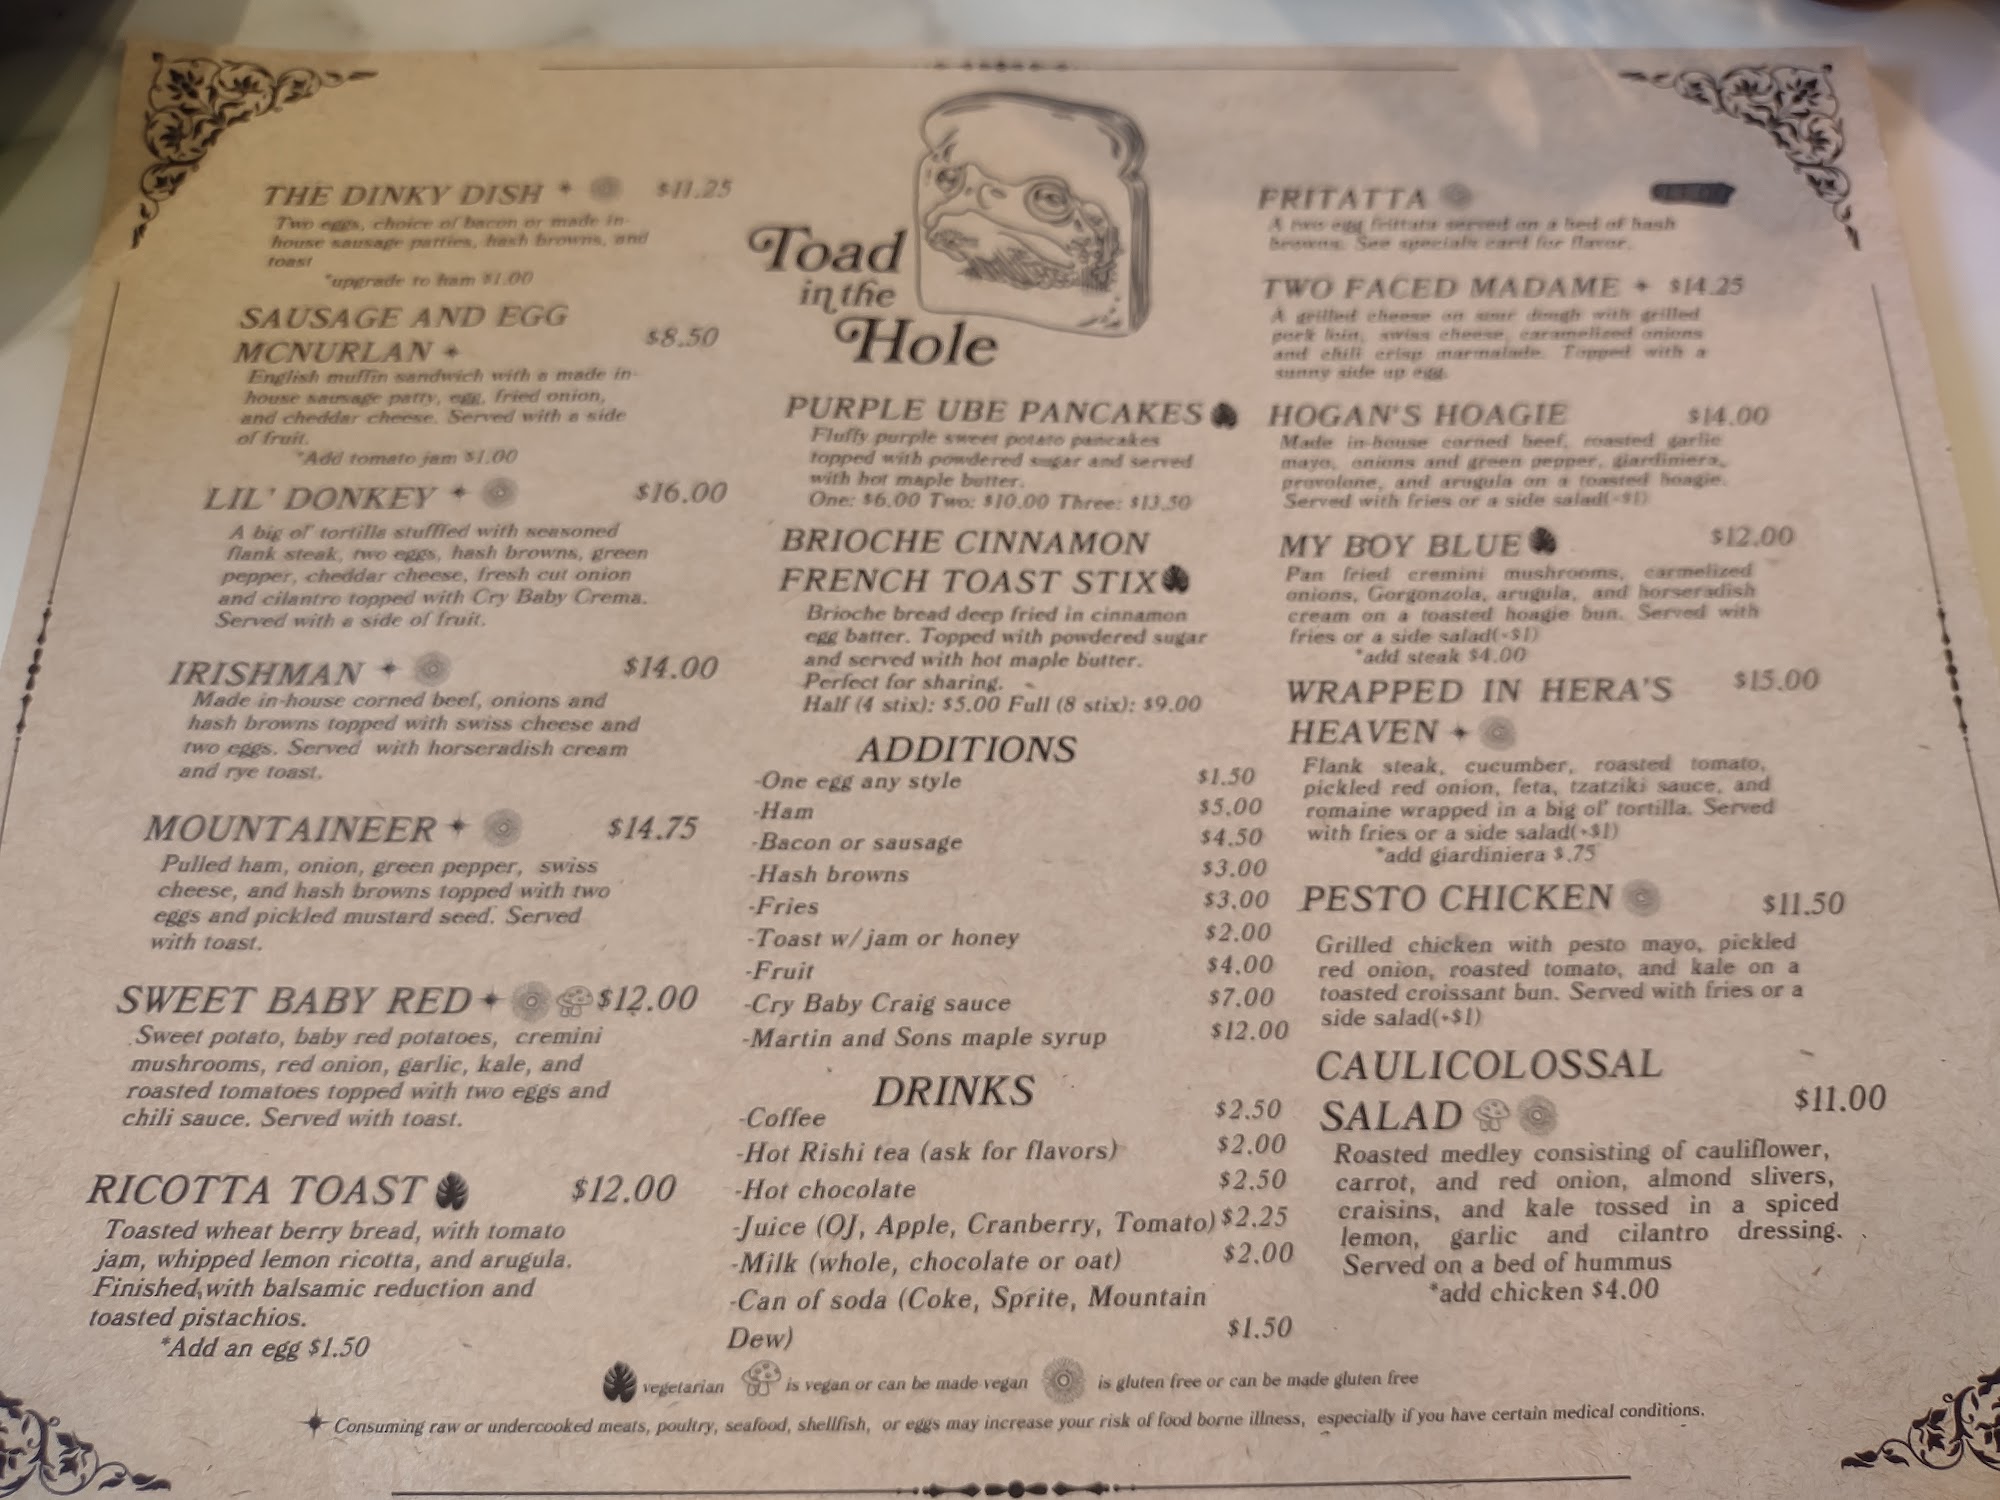 THE DINKY DISH $11.25
Two eggs, choice of bacon or made in-
house sausage patties, hash browns, and
toast
*upgrade to ham $1.00
SAUSAGE AND EGG
MCNURLAN $8.50
English muffin sandwich with a made in-
house sausage patty, egg, fried onion,
and cheddar cheese. Served with a side
of fruit.
*Add tomato jam $1.00
LIL' DONKEY $16.00
A big ol' tortilla stuffied with seasoned
flank steak, two eggs, hash browns, green
pepper, cheddar cheese, fresh cut onion
and cilantro topped with Cry Baby Crema.
Served with a side of fruit.
IRISHMAN $14.00
Made in-house corned beef, onions and
hash browns topped with swiss cheese and
two eggs. Served with horseradish cream
and rye toast.
MOUNTAINEER $14.75
Pulled ham, onion, green pepper, swiss
cheese, and hash browns topped with two
eggs and pickled mustard seed. Served
with toast.
SWEET BABY RED $12.00
Sweet potato, baby red potatoes, cremini
mushrooms, red onion, garlic, kale, and
roasted tomatoes topped with two eggs and
chili sauce. Served with toast.
RICOTTA TOAST $12.00
Toasted wheat berry bread, with tomato
jam, whipped lemon ricotta, and arugula.
Finished with balsamic reduction and
toasted pistachios.
*Add an egg $1.50
Toad
in the
Hole
PURPLE UBE PANCAKES
Fluffy purple sweet potato pancakes
topped with powdered sugar and served
with hot maple butter.
One: $6.00 Two: $10.00 Three: $13.50
BRIOCHE CINNAMON
FRENCH TOAST STIX
Brioche bread deep fried in cinnamon
egg batter. Topped with powdered sugar
and served with hot maple butter.
Perfect for sharing.
Half (4 stix): $5.00 Full (8 stix): $9.00
ADDITIONS
-One egg any style $1.50
-Ham $5.00
-Bacon or sausage $4.50
-Hash browns $3.00
-Fries $3.00
-Toast w/jam or honey $2.00
-Fruit $4.00
-Cry Baby Craig sauce $7.00
-Martin and Sons maple syrup $12.00
DRINKS
-Coffee $2.50
-Hot Rishi tea (ask for flavors) $2.00
-Hot chocolate $2.50
-Juice (OJ, Apple, Cranberry, Tomato) $2.25
-Milk (whole, chocolate or oat) $2.00
-Can of soda (Coke, Sprite, Mountain
Dew) $1.50
FRITATTA
A two egg frittata served on a bed of hash
browns. See specials card for flavor.
TWO FACED MADAME $14.25
A grilled cheese on sour dough with grilled
pork loin, swiss cheese, caramelized onions
and chili crisp marmalade. Topped with a
sunny side up egg.
HOGAN'S HOAGIE $14.00
Made in-house corned beef, roasted garlic
mayo, onions and green pepper, giardiniera,
provolone, and arugula on a toasted hoagie.
Served with fries or a side salad(+$1)
MY BOY BLUE $12.00
Pan fried cremini mushrooms, carmelized
onions, Gorgonzola, arugula, and horseradish
cream on a toasted hoagie bun. Served with
fries or a side salad(+$1)
*add steak $4.00
WRAPPED IN HERA'S $15.00
HEAVEN
Flank steak, cucumber, roasted tomato,
pickled red onion, feta, tzatziki sauce, and
romaine wrapped in a big ol' tortilla. Served
with fries or a side salad(+$1)
*add giardiniera $.75
PESTO CHICKEN $11.50
Grilled chicken with pesto mayo, pickled
red onion, roasted tomato, and kale on a
toasted croissant bun. Served with fries or a
side salad(+$1)
CAULICOLOSSAL
SALAD $11.00
Roasted medley consisting of cauliflower,
carrot, and red onion, almond slivers,
craisins, and kale tossed in a spiced
lemon, garlic and cilantro dressing.
Served on a bed of hummus
*add chicken $4.00
vegetarian is vegan or can be made vegan is gluten free or can be made gluten free
Consuming raw or undercooked meats, poultry, seafood, shellfish, or eggs may increase your risk of food borne illness, especially if you have certain medical conditions.